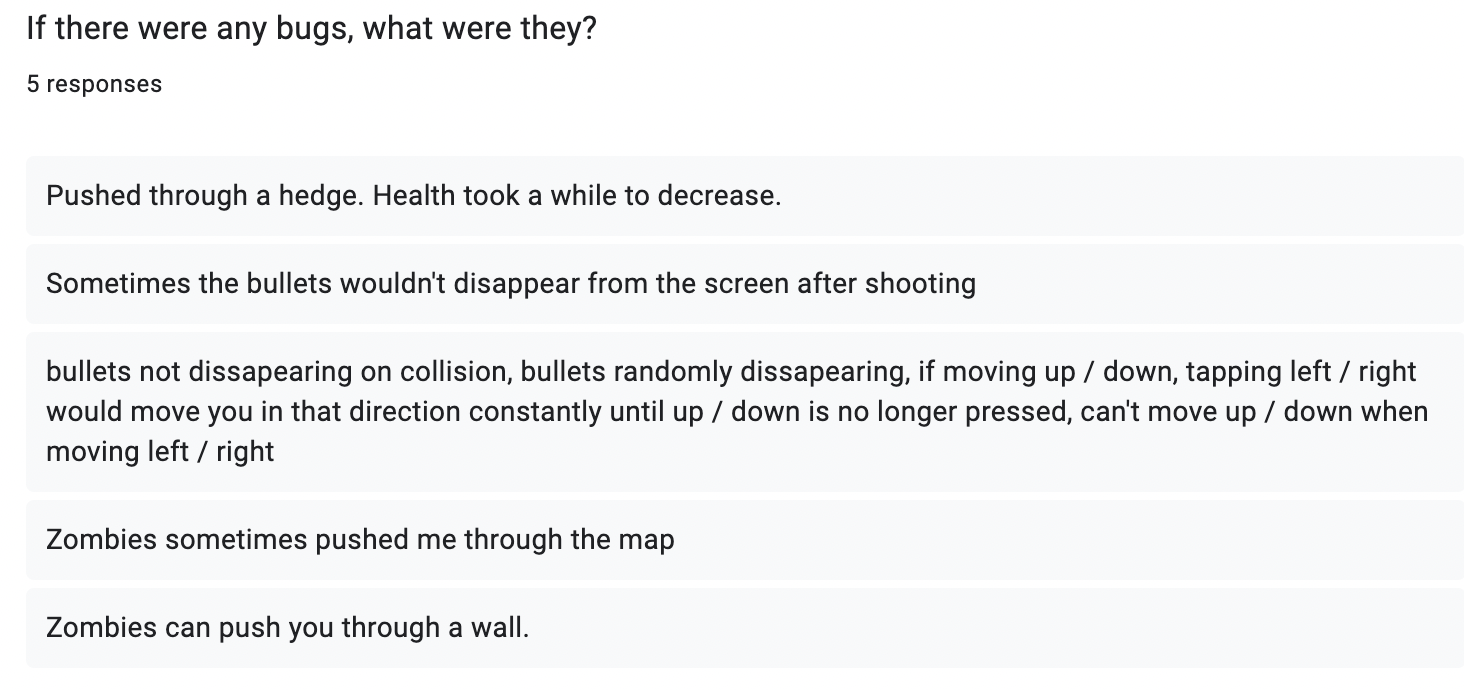 If there were any bugs, what were they?
5 responses
Pushed through a hedge. Health took a while to decrease.
Sometimes the bullets wouldn't disappear from the screen after shooting
bullets not dissapearing on collision, bullets randomly dissapearing, if moving up / down, tapping left / right
would move you in that direction constantly until up / down is no longer pressed, can't move up / down when
moving left / right
Zombies sometimes pushed me through the map
Zombies can push you through a wall.